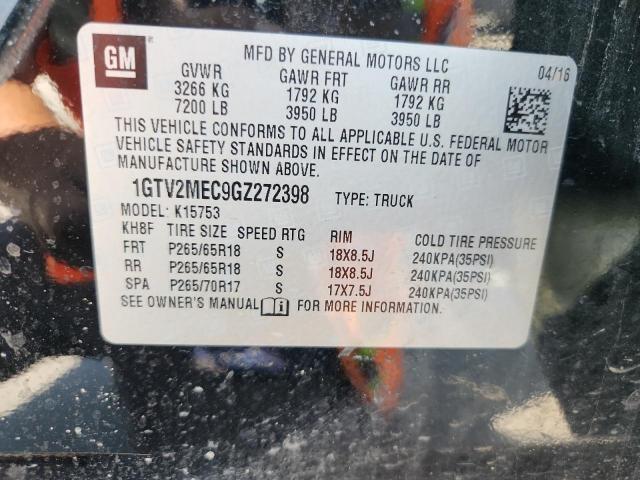 GM
MFD BY GENERAL MOTORS LLC
04/16
GVWR GAWR FRT GAWR RR
3266 KG 1792 KG 1792 KG
7200 LB 3950 LB 3950 LB
THIS VEHICLE CONFORMS TO ALL APPLICABLE U.S. FEDERAL MOTOR
VEHICLE SAFETY STANDARDS IN EFFECT ON THE DATE OF
MANUFACTURE SHOWN ABOVE.
1GTV2MEC9GZ272398 TYPE: TRUCK
MODEL: K15753
KH8F TIRE SIZE SPEED RTG RIM COLD TIRE PRESSURE
FRT P265/65R18 S 18X8.5J 240KPA(35PSI)
RR P265/65R18 S 18X8.5J 240KPA(35PSI)
SPA P265/70R17 S 17X7.5J 240KPA(35PSI)
SEE OWNER'S MANUAL FOR MORE INFORMATION.